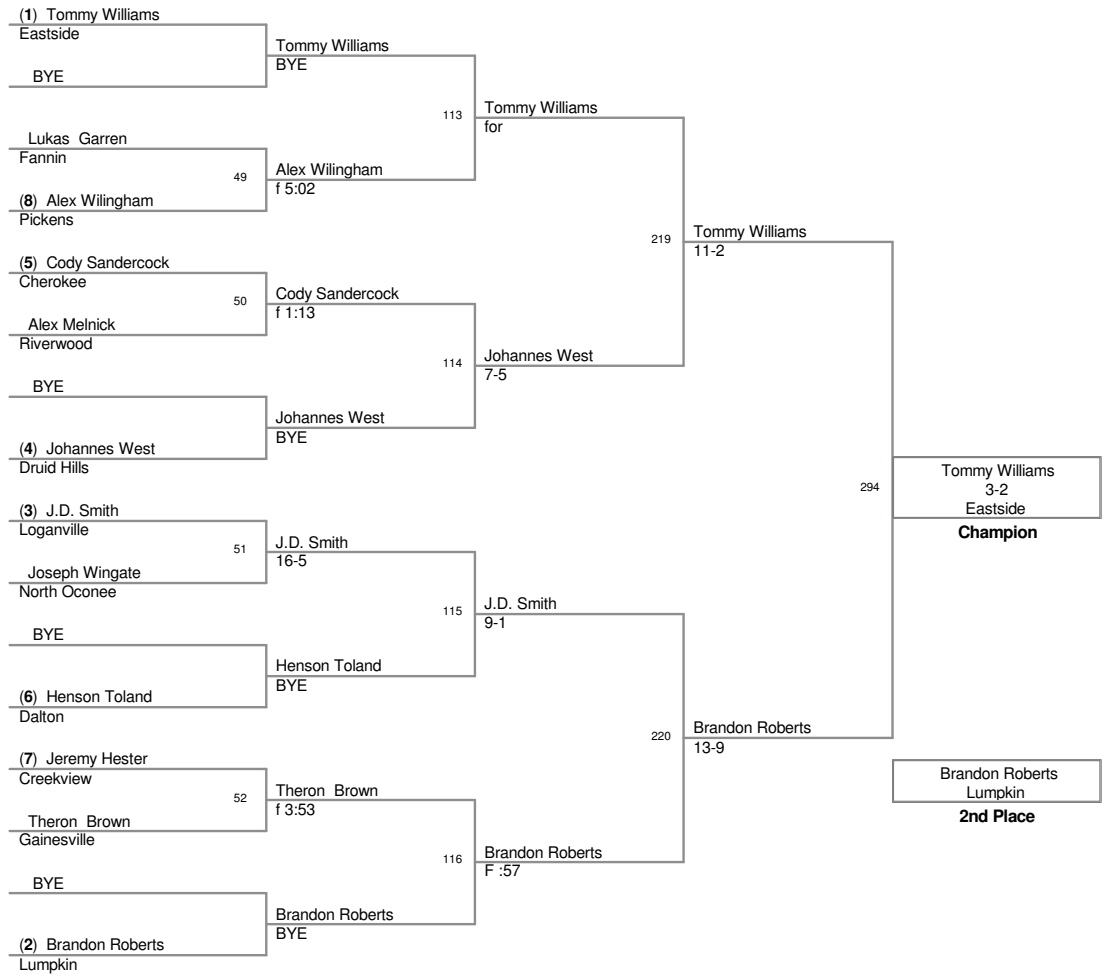 (1) Tommy Williams
Eastside
BYE
Tommy Williams
BYE
113
Tommy Williams
for
Lukas Garren
Fannin
49
Alex Wilingham
f 5:02
(8) Alex Wilingham
Pickens
219
Tommy Williams
11-2
(5) Cody Sandercock
Cherokee
50
Cody Sandercock
f 1:13
Alex Melnick
Riverwood
114
Johannes West
7-5
BYE
Johannes West
BYE
(4) Johannes West
Druid Hills
294
Tommy Williams
3-2
Eastside
Champion
(3) J.D. Smith
Loganville
51
J.D. Smith
16-5
Joseph Wingate
North Oconee
115
J.D. Smith
9-1
BYE
Henson Toland
BYE
(6) Henson Toland
Dalton
220
Brandon Roberts
13-9
(7) Jeremy Hester
Creekview
52
Theron Brown
f 3:53
Theron Brown
Gainesville
116
Brandon Roberts
F :57
BYE
Brandon Roberts
BYE
(2) Brandon Roberts
Lumpkin
Brandon Roberts
Lumpkin
2nd Place